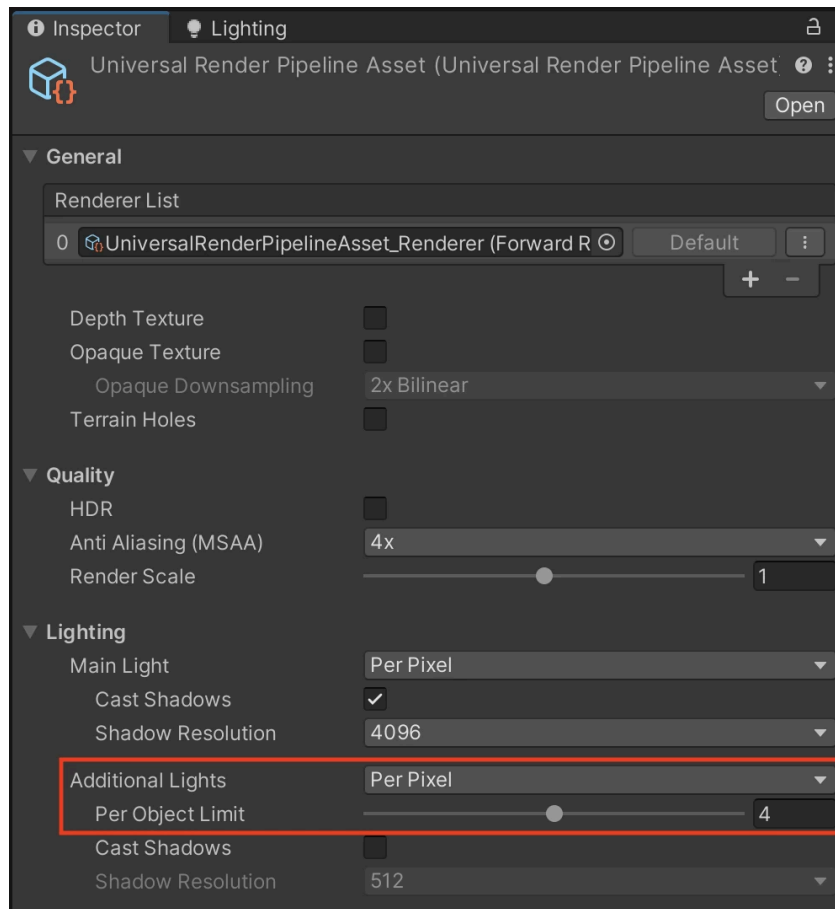 Inspector Lighting
Universal Render Pipeline Asset (Universal Render Pipeline Asset
Open
General
Renderer List
0 UniversalRenderPipelineAsset_Renderer (Forward R Default
Depth Texture
Opaque Texture
Opaque Downsampling 2x Bilinear
Terrain Holes
Quality
HDR
Anti Aliasing (MSAA) 4x
Render Scale 1
Lighting
Main Light Per Pixel
Cast Shadows
Shadow Resolution 4096
Additional Lights Per Pixel
Per Object Limit 4
Cast Shadows
Shadow Resolution 512